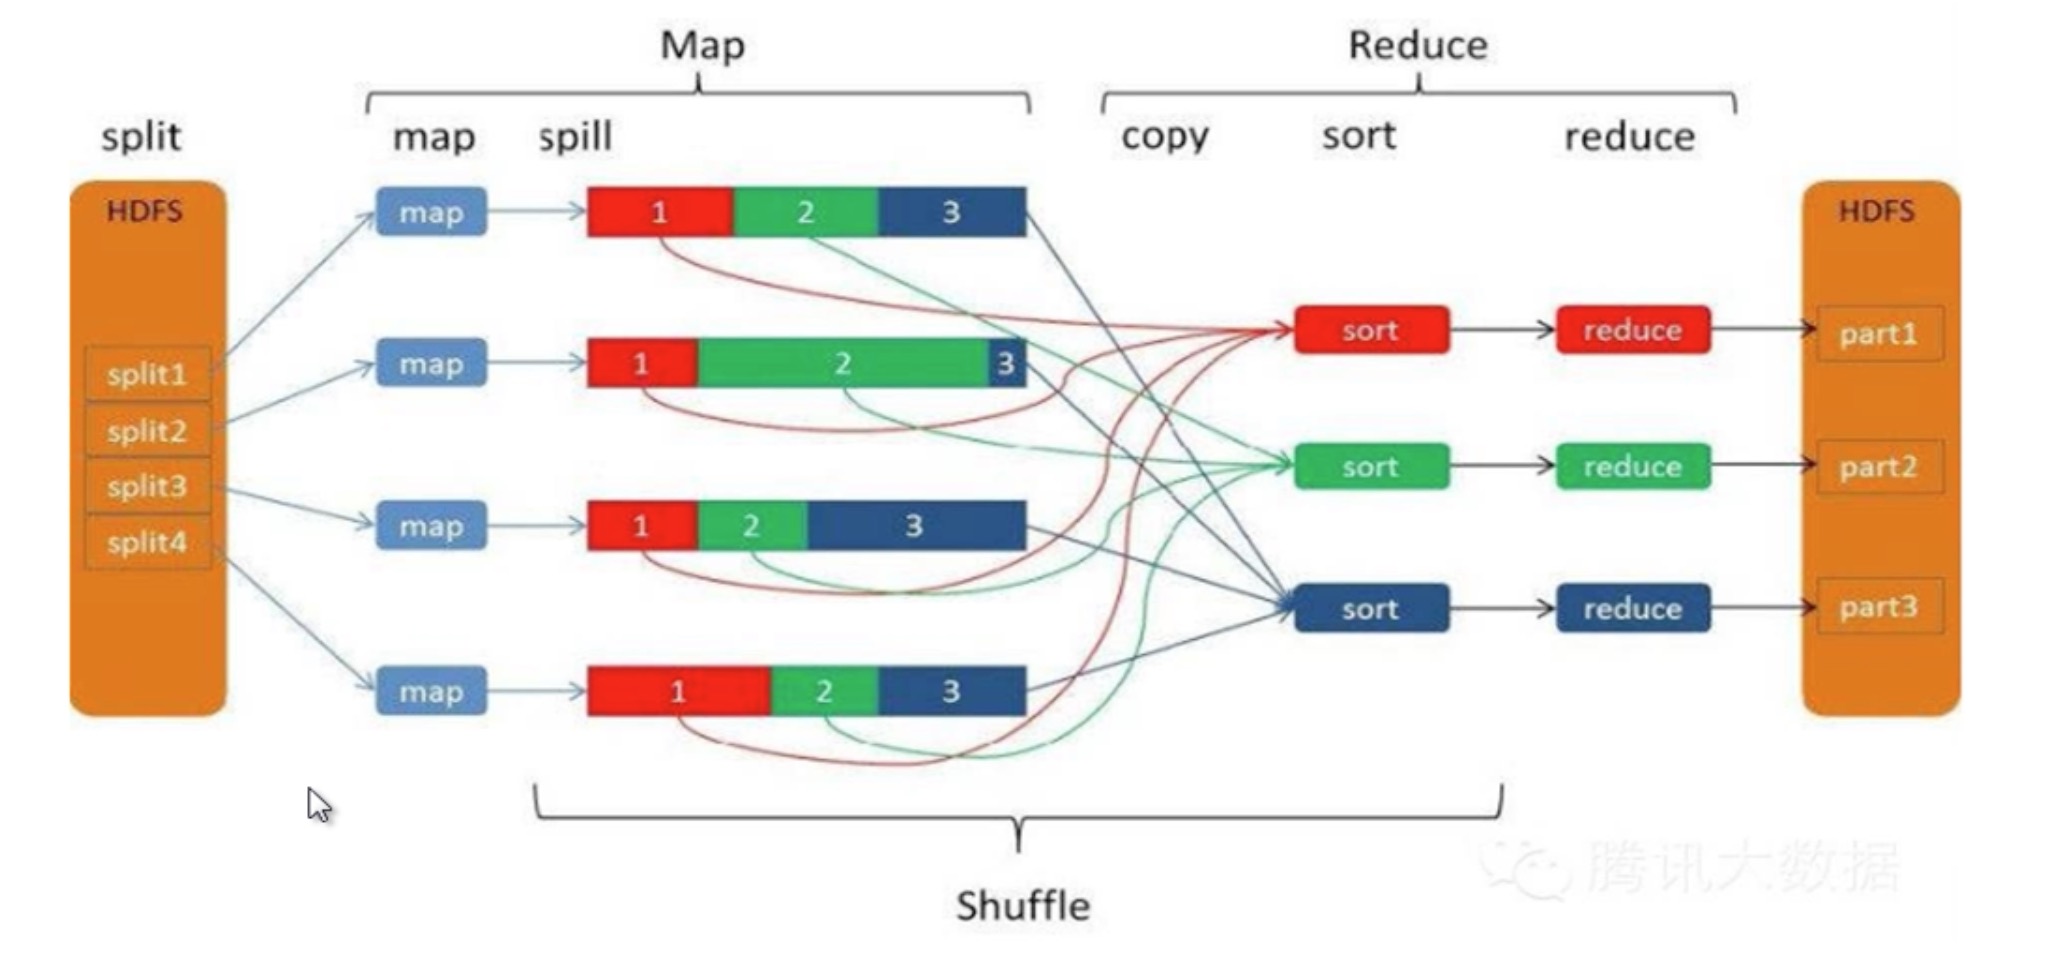 Map
Reduce
split
map
spill
copy
sort
reduce
HDFS
split1
split2
split3
split4
map
1
2
3
map
1
2
3
map
1
2
3
map
1
2
3
sort
reduce
sort
reduce
sort
reduce
HDFS
part1
part2
part3
Shuffle
腾讯大数据